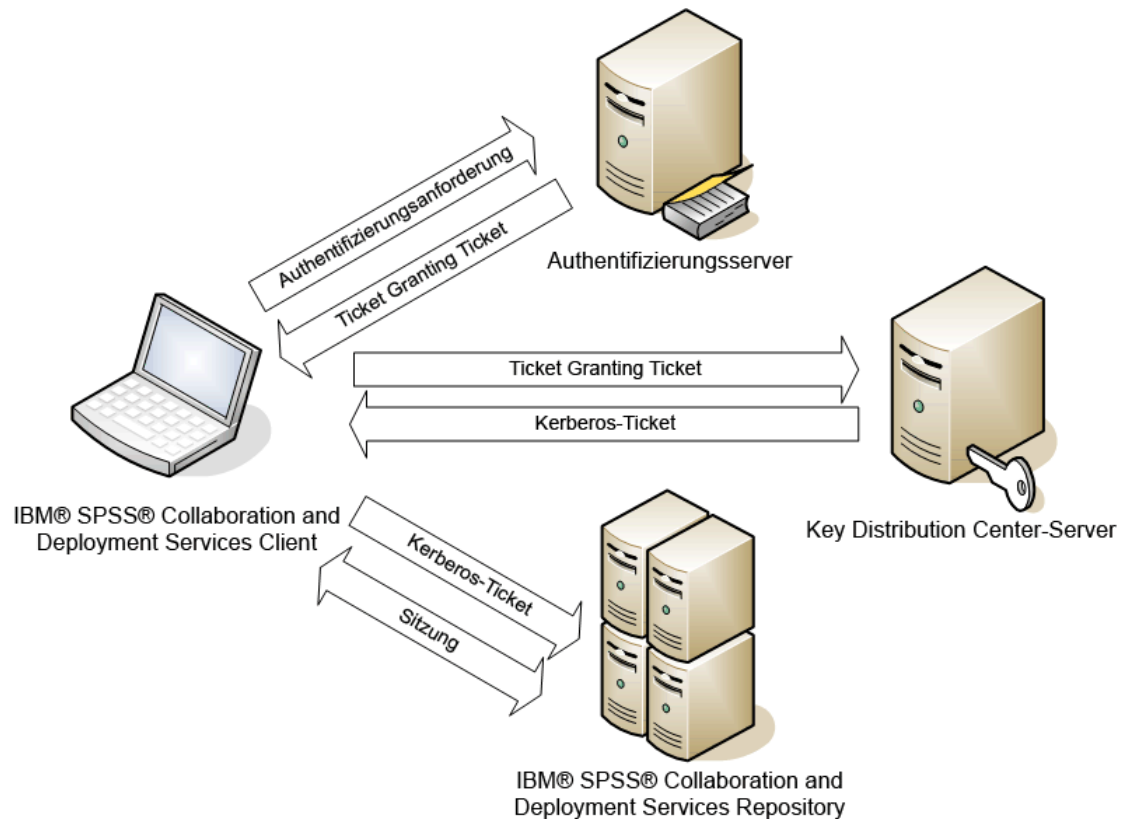 Authentifizierungsanforderung
Ticket Granting Ticket
Authentifizierungsserver
Ticket Granting Ticket
Kerberos-Ticket
IBM® SPSS® Collaboration and
Deployment Services Client
Key Distribution Center-Server
Kerberos-Ticket
Sitzung
IBM® SPSS® Collaboration and
Deployment Services Repository